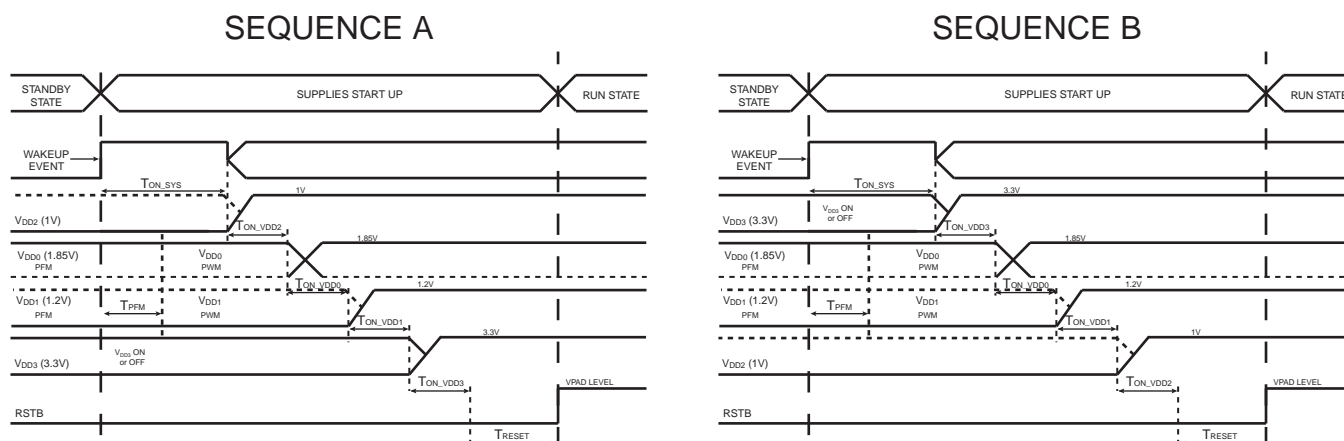 SEQUENCE A
STANDBY
STATE
SUPPLIES START UP
RUN STATE
WAKEUP
EVENT
TON_SYS
1V
VDD2 (1V)
TON_VDD2
1.85V
VDD0 (1.85V)
PFM
VDD0
PWM
TON_VDD0
1.2V
VDD1 (1.2V)
PFM
TPFM
VDD1
PWM
TON_VDD1
3.3V
VDD3 ON
or OFF
VDD3 (3.3V)
TON_VDD3
VPAD LEVEL
RSTB
TRESET
SEQUENCE B
STANDBY
STATE
SUPPLIES START UP
RUN STATE
WAKEUP
EVENT
TON_SYS
3.3V
VDD3 ON
or OFF
VDD3 (3.3V)
TON_VDD3
1.85V
VDD0 (1.85V)
PFM
VDD0
PWM
TON_VDD0
1.2V
VDD1 (1.2V)
PFM
TPFM
VDD1
PWM
TON_VDD1
1V
VDD2 (1V)
TON_VDD2
VPAD LEVEL
RSTB
TRESET